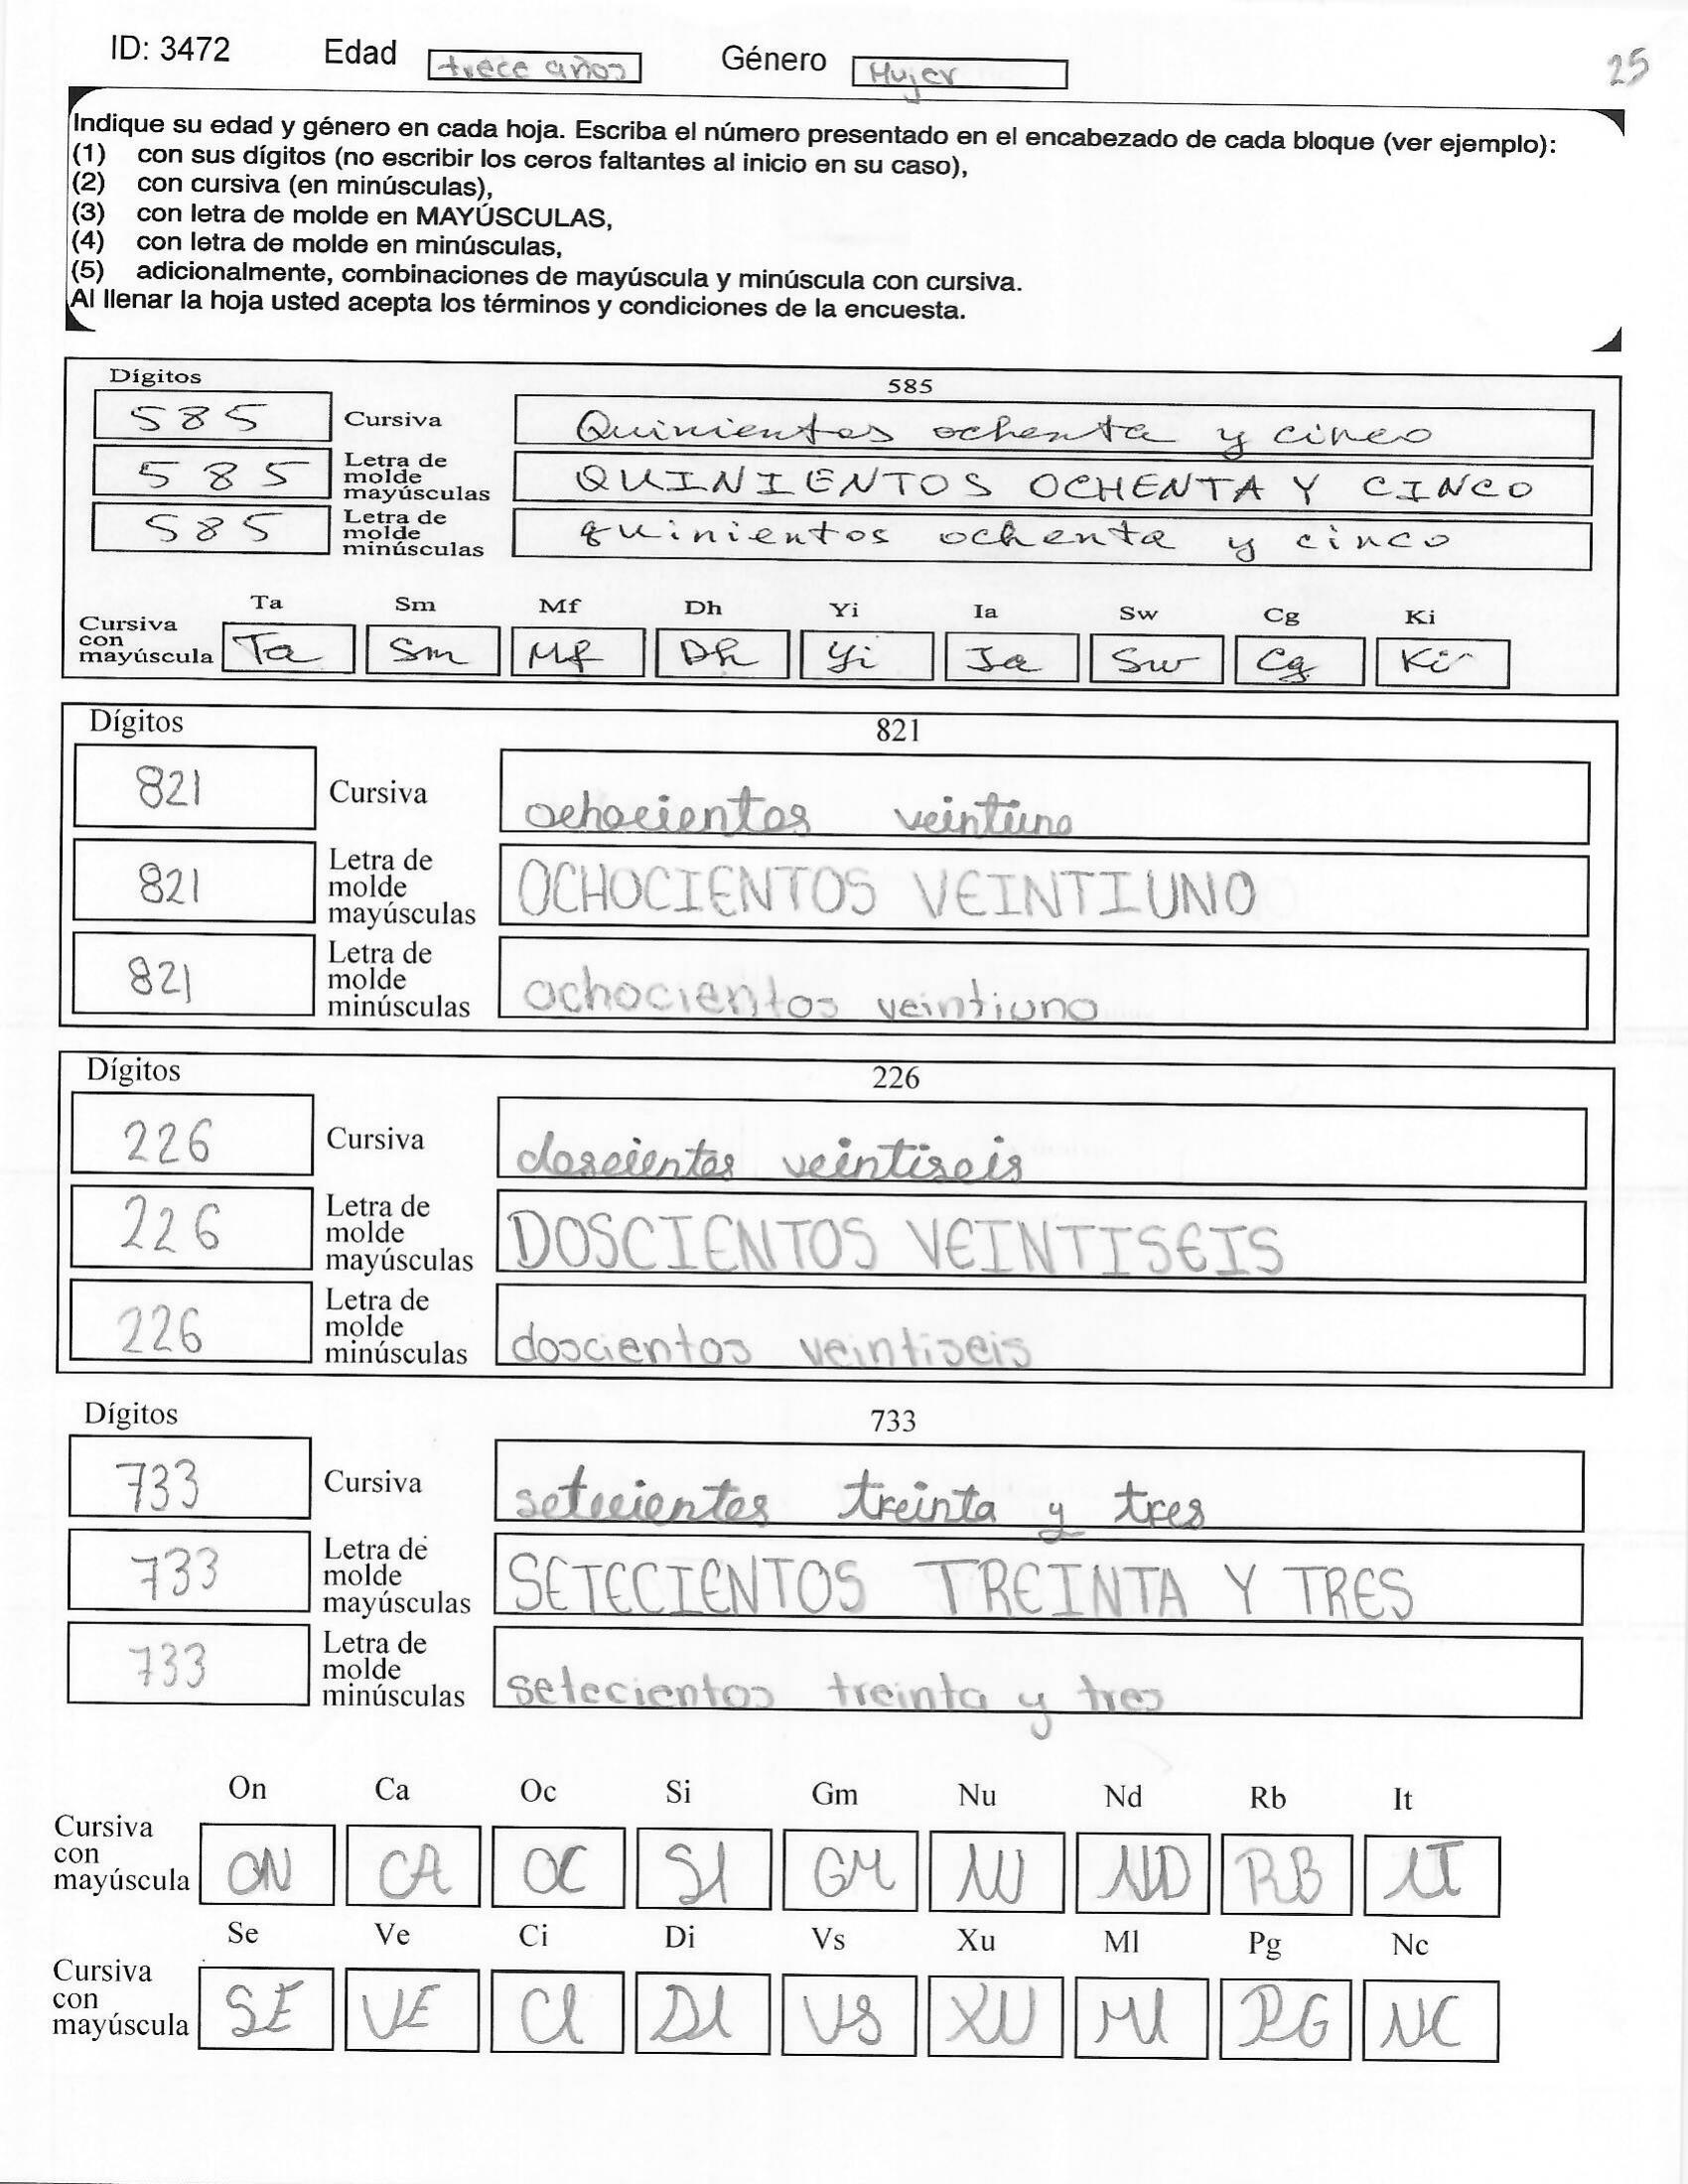 ID: 3472 Edad trece años Género Mujer 25
Indique su edad y género en cada hoja. Escriba el número presentado en el encabezado de cada bloque (ver ejemplo):
(1) con sus dígitos (no escribir los ceros faltantes al inicio en su caso),
(2) con cursiva (en minúsculas),
(3) con letra de molde en MAYÚSCULAS,
(4) con letra de molde en minúsculas,
(5) adicionalmente, combinaciones de mayúscula y minúscula con cursiva.
Al llenar la hoja usted acepta los términos y condiciones de la encuesta.
Dígitos 585
585 Cursiva Quinientos ochenta y cinco
585 Letra de molde mayúsculas QUINIENTOS OCHENTA Y CINCO
585 Letra de molde minúsculas quinientos ochenta y cinco
Ta Sm Mf Dh Yi Ia Sw Cg Ki
Cursiva con mayúscula Ta Sm Mf Dh Yi Ia Sw Cg Ki
Dígitos 821
821 Cursiva ochocientos veintiuno
821 Letra de molde mayúsculas OCHOCIENTOS VEINTIUNO
821 Letra de molde minúsculas ochocientos veintiuno
Dígitos 226
226 Cursiva doscientos veintiseis
226 Letra de molde mayúsculas DOSCIENTOS VEINTISEIS
226 Letra de molde minúsculas doscientos veintiseis
Dígitos 733
733 Cursiva setecientos treinta y tres
733 Letra de molde mayúsculas SETECIENTOS TREINTA Y TRES
733 Letra de molde minúsculas setecientos treinta y tres
On Ca Oc Si Gm Nu Nd Rb It
Cursiva con mayúscula ON CA OC SI GM NU ND RB IT
Se Ve Ci Di Vs Xu Ml Pg Nc
Cursiva con mayúscula SE VE CI DI VS XU Ml PG NC